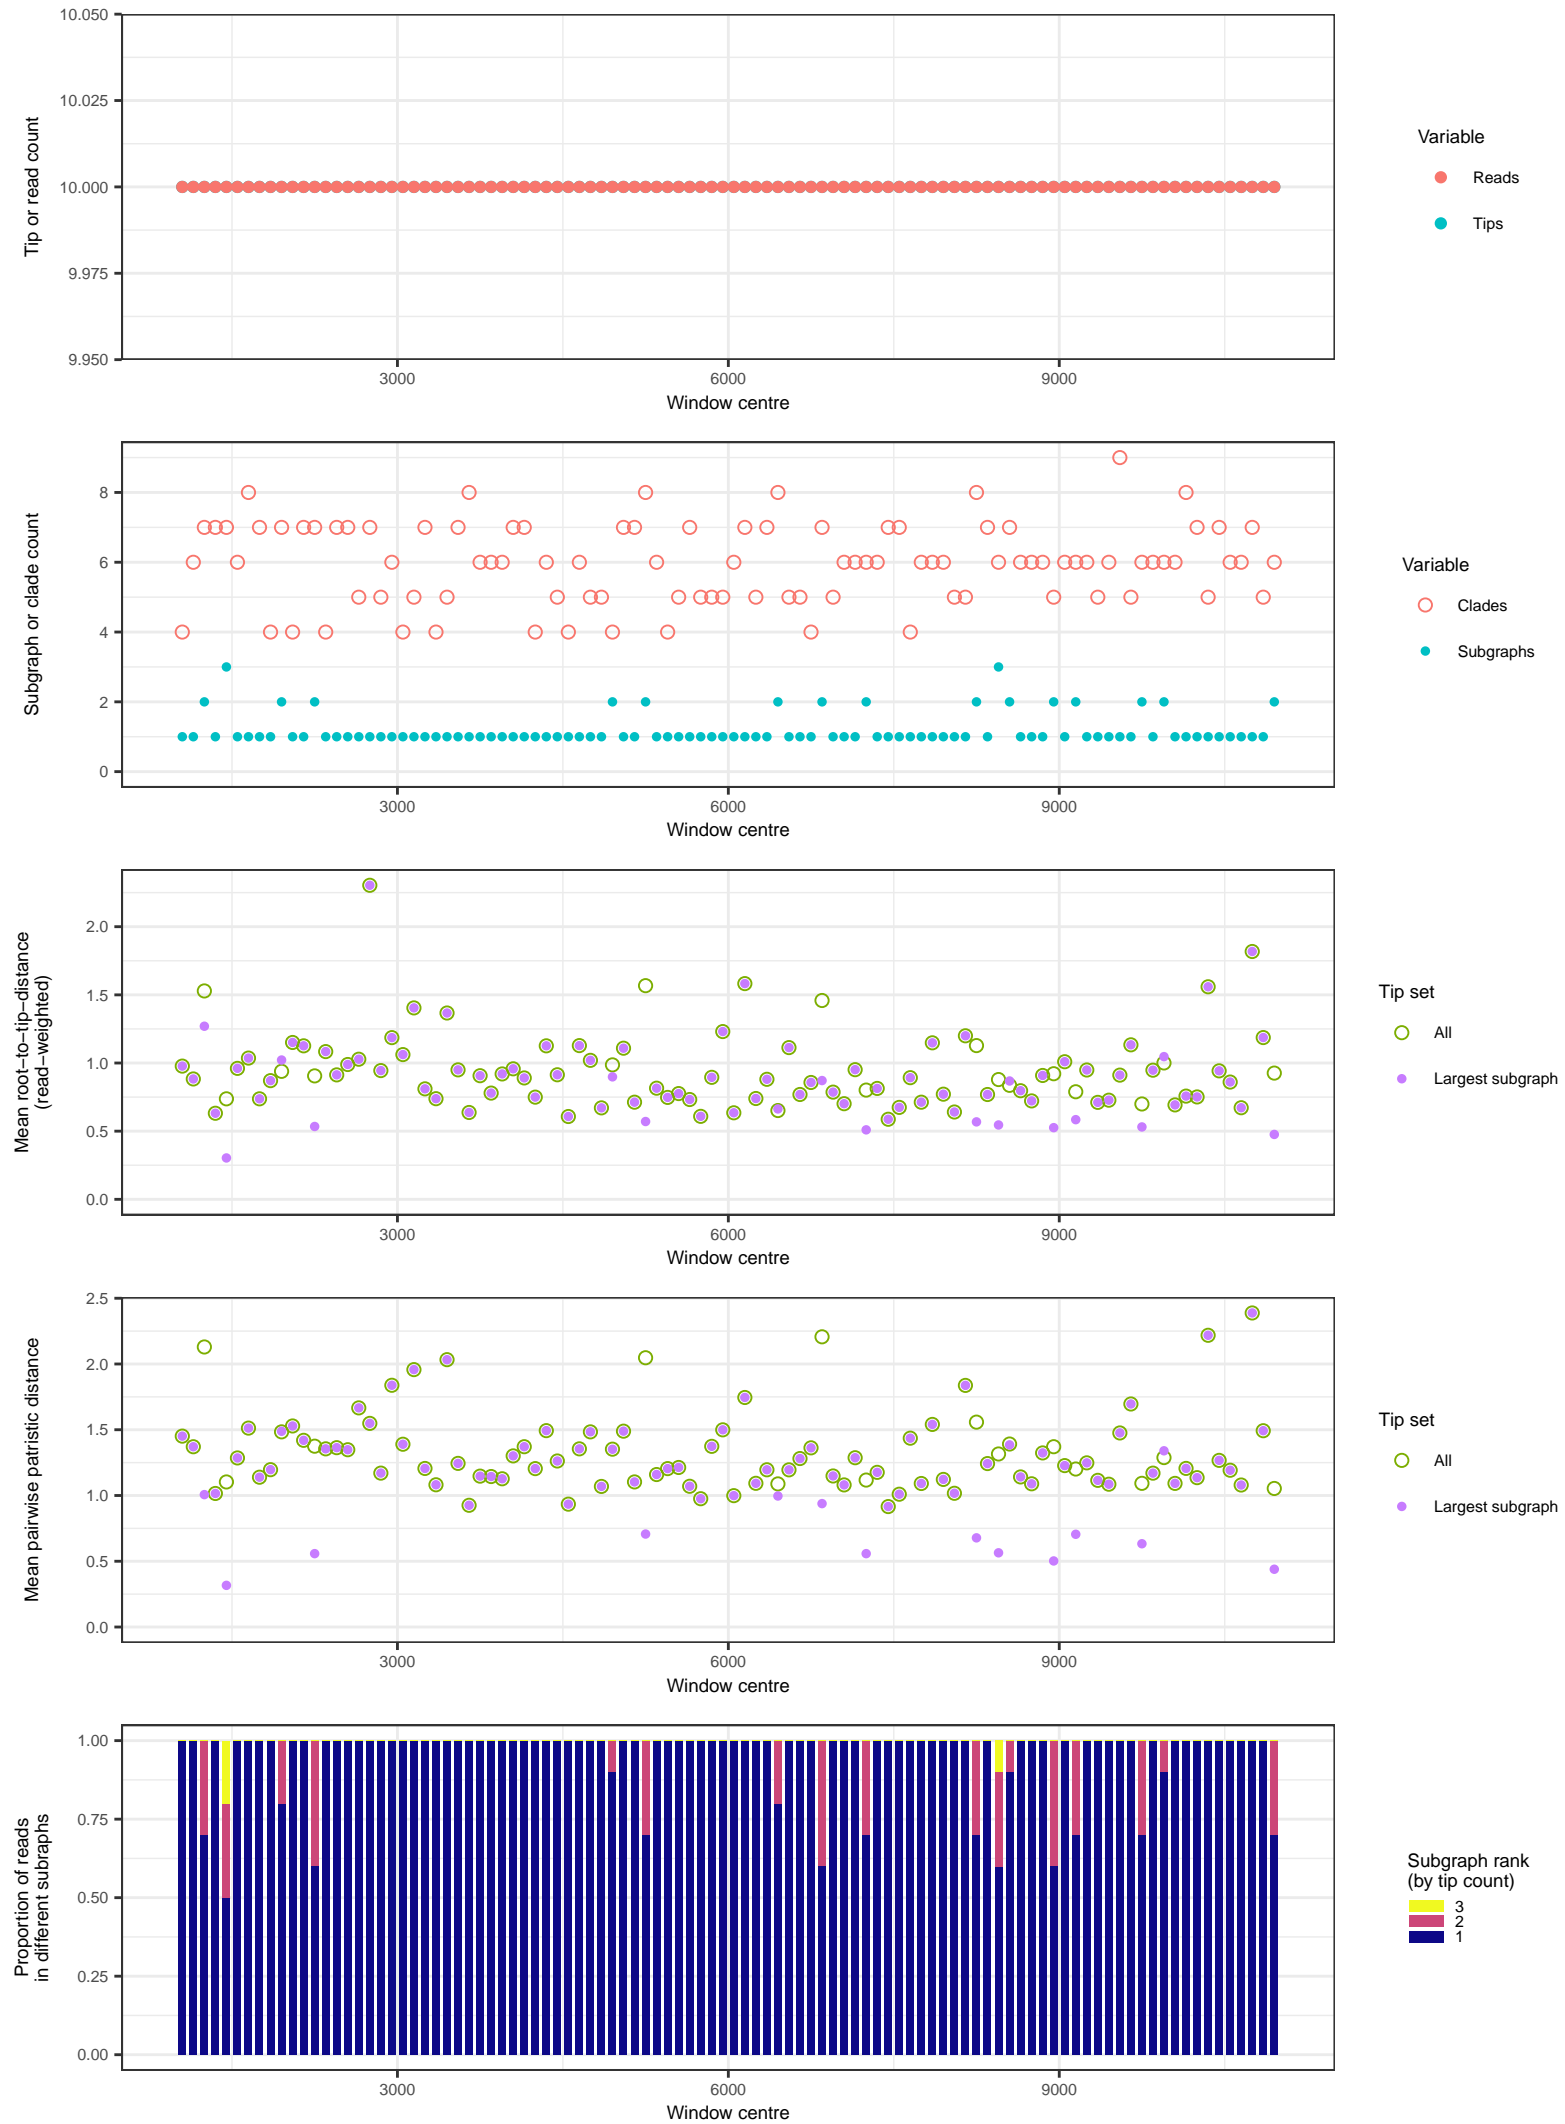 10.050
10.025
10.000
9.975
9.950
Tip or read count
3000 6000 9000
Window centre
Variable
Reads
Tips
8
6
4
2
0
Subgraph or clade count
3000 6000 9000
Window centre
Variable
Clades
Subgraphs
2.0
1.5
1.0
0.5
0.0
Mean root−to−tip−distance
(read−weighted)
3000 6000 9000
Window centre
Tip set
All
Largest subgraph
2.5
2.0
1.5
1.0
0.5
0.0
Mean pairwise patristic distance
3000 6000 9000
Window centre
Tip set
All
Largest subgraph
1.00
0.75
0.50
0.25
0.00
Proportion of reads
in different subraphs
3000 6000 9000
Window centre
Subgraph rank
(by tip count)
3
2
1